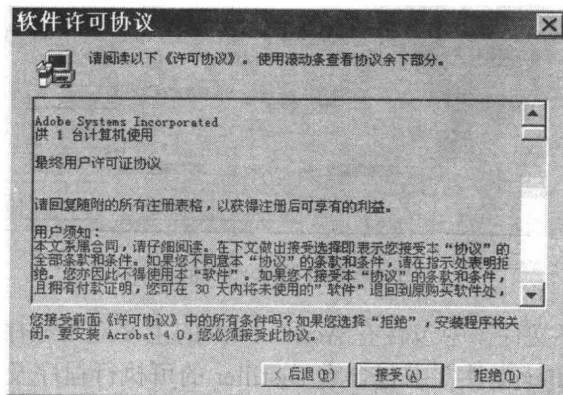 软件许可协议
请阅读以下《许可协议》。使用滚动条查看协议余下部分。
Adobe Systems Incorporated
供 1 台计算机使用
最终用户许可证协议
请回复随附的所有注册表格，以获得注册后可享有的利益。
用户须知：
本文系属合同，请仔细阅读。在下文做出接受选择即表示您接受本“协议”的
全部条款和条件。如果您不同意本“协议”的条款和条件，请在指示处表明拒
绝。您亦因此不得使用本“软件”。如果您不接受本“协议”的条款和条件，
且拥有付款证明，您可在 30 天内将未使用的”软件”退回到原购买软件处，
您接受前面《许可协议》中的所有条件吗？如果您选择“拒绝”，安装程序将关
闭。要安装 Acrobat 4.0，您必须接受此协议。
< 后退(B) 接受(A) 拒绝(D)